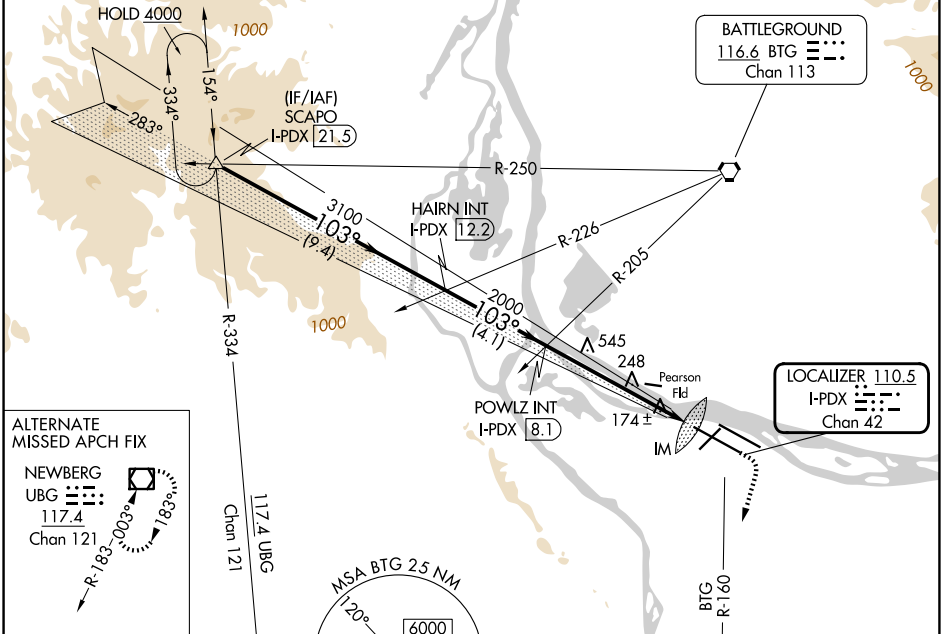 HOLD 4000
1000
334°
154°
283°
(IF/IAF)
SCAPO
I-PDX 21.5
BATTLEGROUND
116.6 BTG
Chan 113
1000
R-250
3100
103°
(9.4)
HAIRN INT
I-PDX 12.2
R-226
R-205
2000
103°
(4.1)
1000
R-334
545
248
Pearson
Fld
174 ±
POWLZ INT
I-PDX 8.1
IM
LOCALIZER 110.5
I-PDX
Chan 42
ALTERNATE
MISSED APCH FIX
NEWBERG
UBG
117.4
Chan 121
R-183
003°
183°
117.4 UBG
Chan 121
MSA BTG 25 NM
120°
6000
BTG
R-160